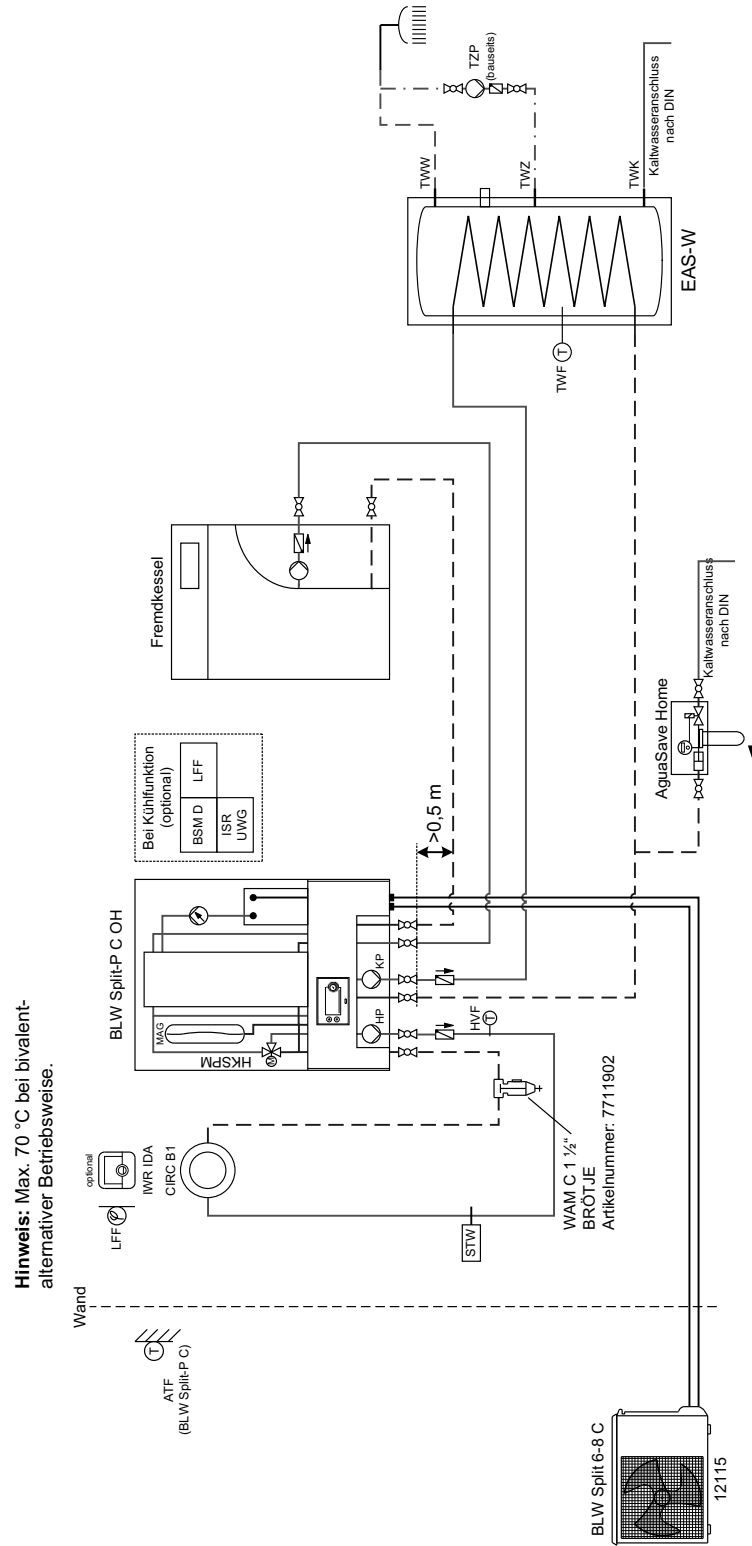 Hinweis: Max. 70 °C bei bivalent-
alternativer Betriebsweise.
Wand
T
ATF
(BLW Split-P C)
BLW Split 6-8 C
12115
LFF
optional
IWR IDA
CIRC B1
STW
WAM C 1 ½“
BRÖTJE
Artikelnummer: 7711902
BLW Split-P C OH
MAG
M
HKSPM
HP
KP
HVF
T
>0,5 m
Bei Kühlfunktion
(optional)
BSM D
LFF
ISR
UWG
Fremdkessel
AguaSave Home
Kaltwasseranschluss
nach DIN
TWF
T
EAS-W
TWW
TWZ
TWK
TZP
(bauseits)
Kaltwasseranschluss
nach DIN